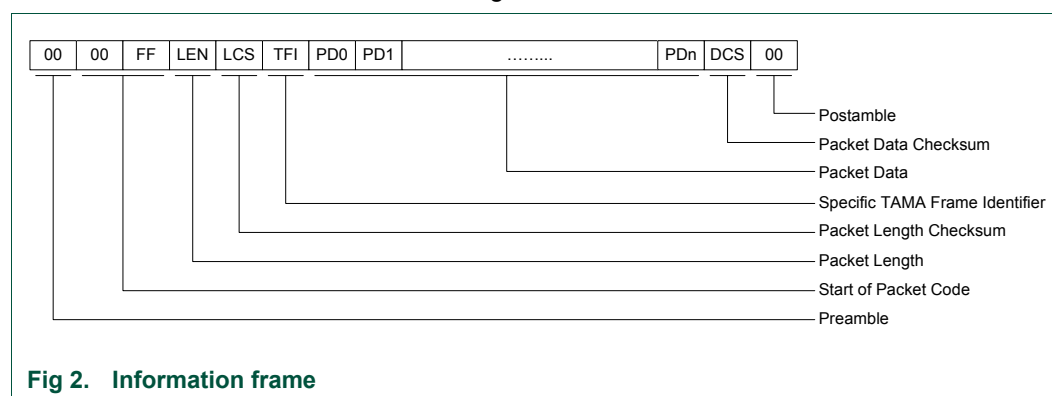 00 00 FF LEN LCS TFI PD0 PD1 ……... PDn DCS 00
Postamble
Packet Data Checksum
Packet Data
Specific TAMA Frame Identifier
Packet Length Checksum
Packet Length
Start of Packet Code
Preamble
Fig 2. Information frame